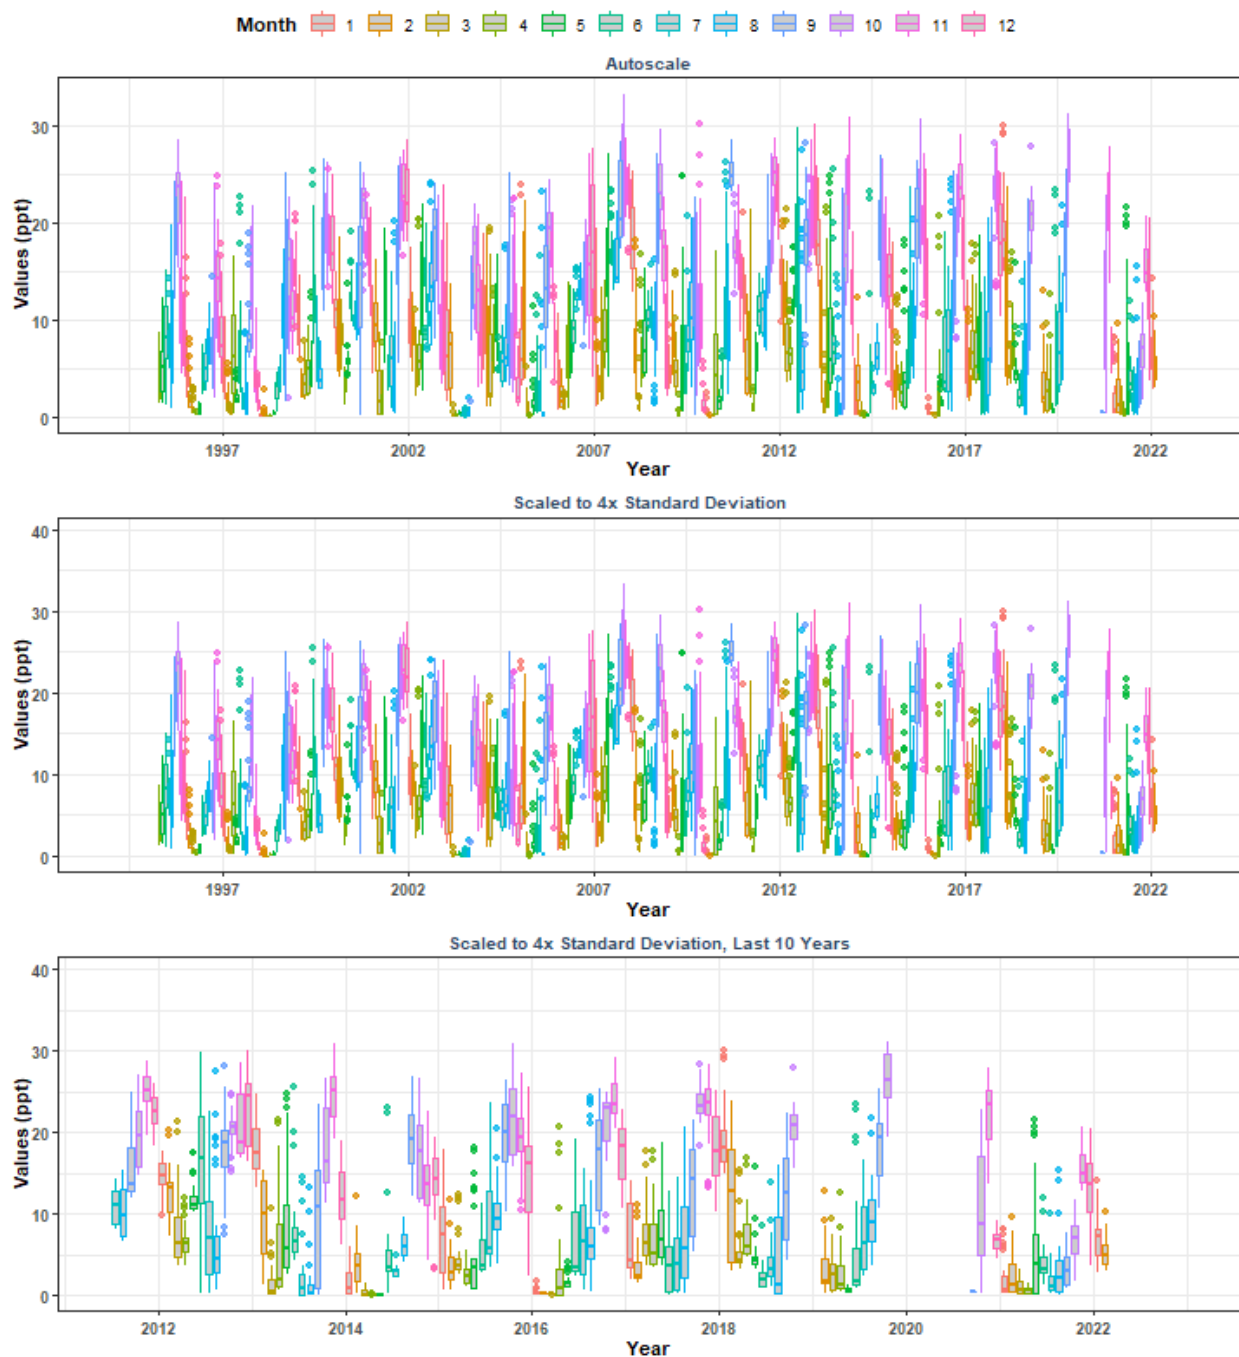 Month 1 2 3 4 5 6 7 8 9 10 11 12
Autoscale
Values (ppt)
30
20
10
0
1997 2002 2007 2012 2017 2022
Year
Scaled to 4x Standard Deviation
Values (ppt)
40
30
20
10
0
1997 2002 2007 2012 2017 2022
Year
Scaled to 4x Standard Deviation, Last 10 Years
Values (ppt)
40
30
20
10
0
2012 2014 2016 2018 2020 2022
Year